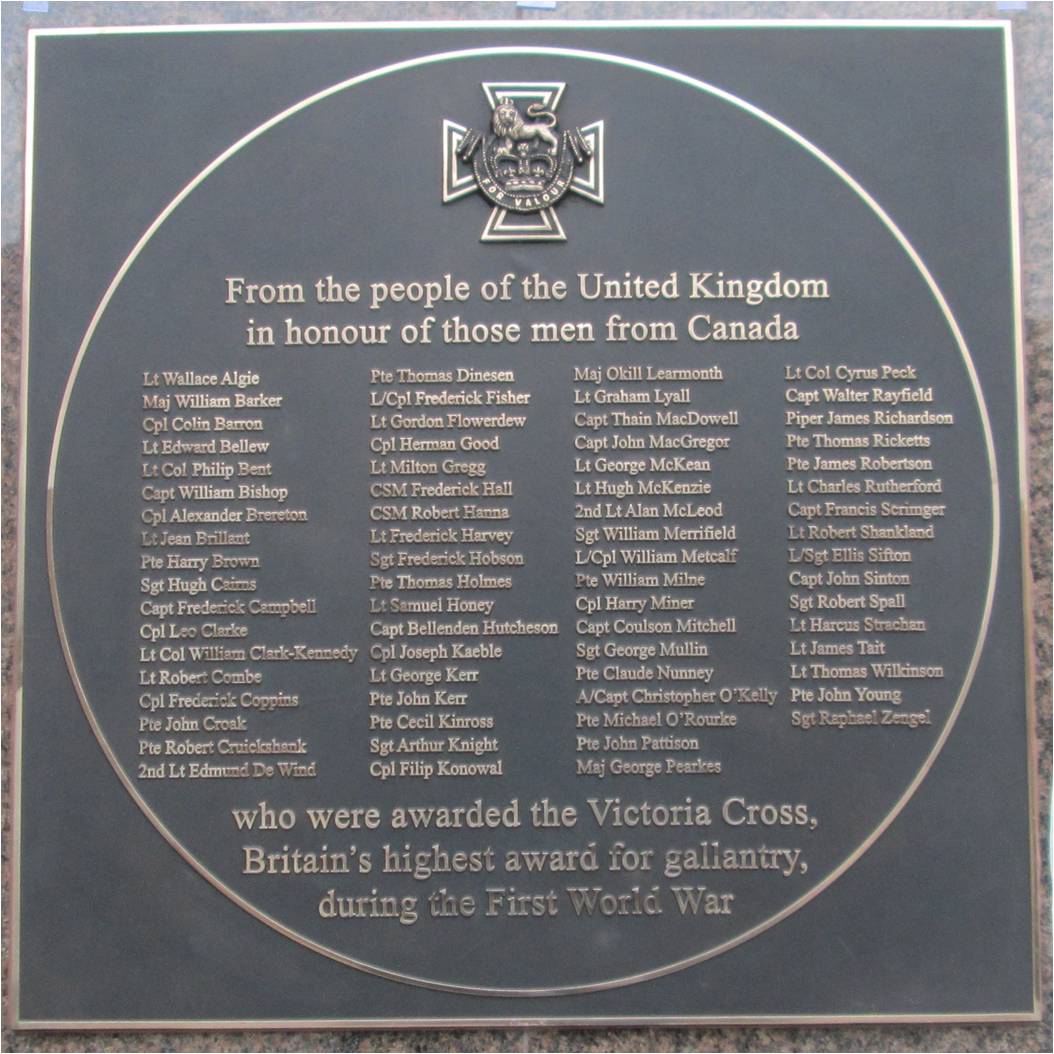 FOR VALOUR
From the people of the United Kingdom
in honour of those men from Canada
Lt Wallace Algie
Maj William Barker
Cpl Colin Barron
Lt Edward Bellew
Lt Col Philip Bent
Capt William Bishop
Cpl Alexander Brereton
Lt Jean Brillant
Pte Harry Brown
Sgt Hugh Cairns
Capt Frederick Campbell
Cpl Leo Clarke
Lt Col William Clark-Kennedy
Lt Robert Combe
Cpl Frederick Coppins
Pte John Croak
Pte Robert Cruickshank
2nd Lt Edmund De Wind
Pte Thomas Dinesen
L/Cpl Frederick Fisher
Lt Gordon Flowerdew
Cpl Herman Good
Lt Milton Gregg
CSM Frederick Hall
CSM Robert Hanna
Lt Frederick Harvey
Sgt Frederick Hobson
Pte Thomas Holmes
Lt Samuel Honey
Capt Bellenden Hutcheson
Cpl Joseph Kaeble
Lt George Kerr
Pte John Kerr
Pte Cecil Kinross
Sgt Arthur Knight
Cpl Filip Konowal
Maj Okill Learmonth
Lt Graham Lyall
Capt Thain MacDowell
Capt John MacGregor
Lt George McKean
Lt Hugh McKenzie
2nd Lt Alan McLeod
Sgt William Merrifield
L/Cpl William Metcalf
Pte William Milne
Cpl Harry Miner
Capt Coulson Mitchell
Sgt George Mullin
Pte Claude Nunney
A/Capt Christopher O'Kelly
Pte Michael O'Rourke
Pte John Pattison
Maj George Pearkes
Lt Col Cyrus Peck
Capt Walter Rayfield
Piper James Richardson
Pte Thomas Ricketts
Pte James Robertson
Lt Charles Rutherford
Capt Francis Scrimger
Lt Robert Shankland
L/Sgt Ellis Sifton
Capt John Sinton
Sgt Robert Spall
Lt Harcus Strachan
Lt James Tait
Lt Thomas Wilkinson
Pte John Young
Sgt Raphael Zengel
who were awarded the Victoria Cross,
Britain's highest award for gallantry,
during the First World War